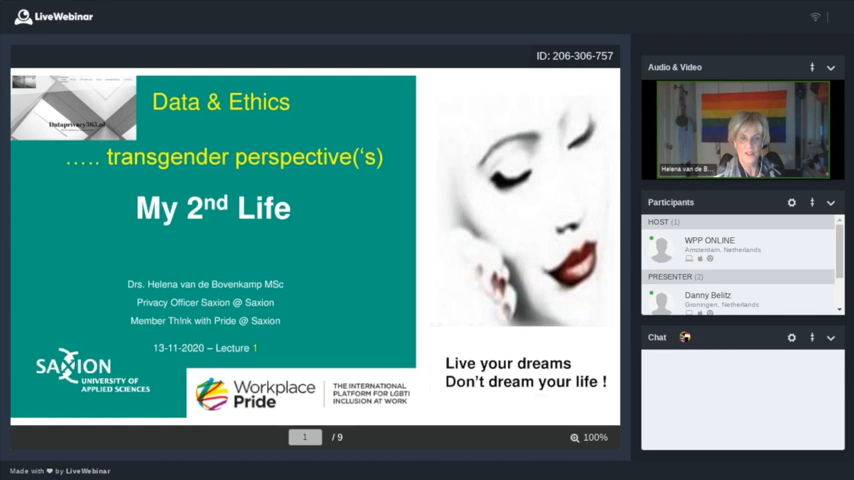 LiveWebinar
ID: 206-306-757
Dataprivacy365.nl
Data & Ethics
..... transgender perspective('s)
My 2nd Life
Drs. Helena van de Bovenkamp MSc
Privacy Officer Saxion @ Saxion
Member Th!nk with Pride @ Saxion
13-11-2020 – Lecture 1
SAXION
UNIVERSITY OF
APPLIED SCIENCES
Workplace
Pride
THE INTERNATIONAL
PLATFORM FOR LGBTI
INCLUSION AT WORK
Live your dreams
Don't dream your life !
1 / 9
100%
Audio & Video
Helena van de B...
Participants
HOST (1)
WPP ONLINE
Amsterdam, Netherlands
PRESENTER (2)
Danny Belitz
Groningen, Netherlands
Chat
Made with ❤ by LiveWebinar